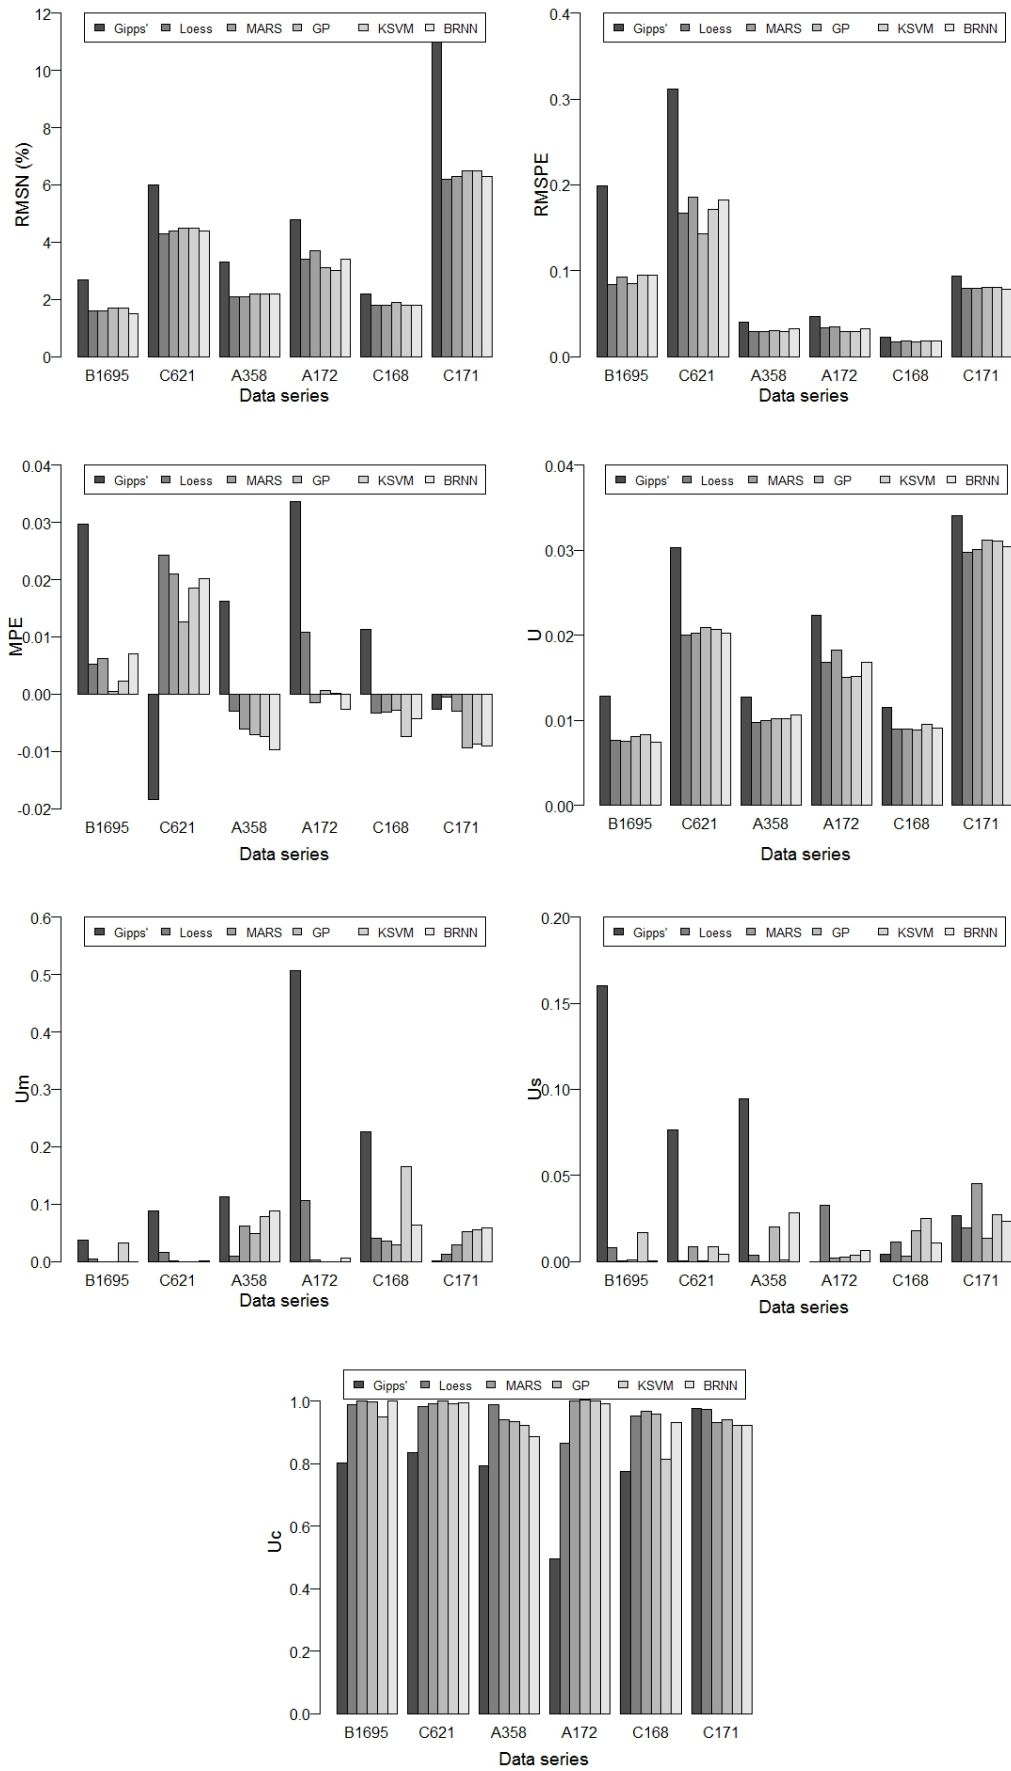 Gipps' Loess MARS GP KSVM BRNN
RMSN (%)
12
10
8
6
4
2
0
B1695 C621 A358 A172 C168 C171
Data series
Gipps' Loess MARS GP KSVM BRNN
RMSPE
0.4
0.3
0.2
0.1
0.0
B1695 C621 A358 A172 C168 C171
Data series
Gipps' Loess MARS GP KSVM BRNN
MPE
0.04
0.03
0.02
0.01
0.00
-0.01
-0.02
B1695 C621 A358 A172 C168 C171
Data series
Gipps' Loess MARS GP KSVM BRNN
U
0.04
0.03
0.02
0.01
0.00
B1695 C621 A358 A172 C168 C171
Data series
Gipps' Loess MARS GP KSVM BRNN
Um
0.6
0.5
0.4
0.3
0.2
0.1
0.0
B1695 C621 A358 A172 C168 C171
Data series
Gipps' Loess MARS GP KSVM BRNN
Us
0.20
0.15
0.10
0.05
0.00
B1695 C621 A358 A172 C168 C171
Data series
Gipps' Loess MARS GP KSVM BRNN
Uc
1.0
0.8
0.6
0.4
0.2
0.0
B1695 C621 A358 A172 C168 C171
Data series